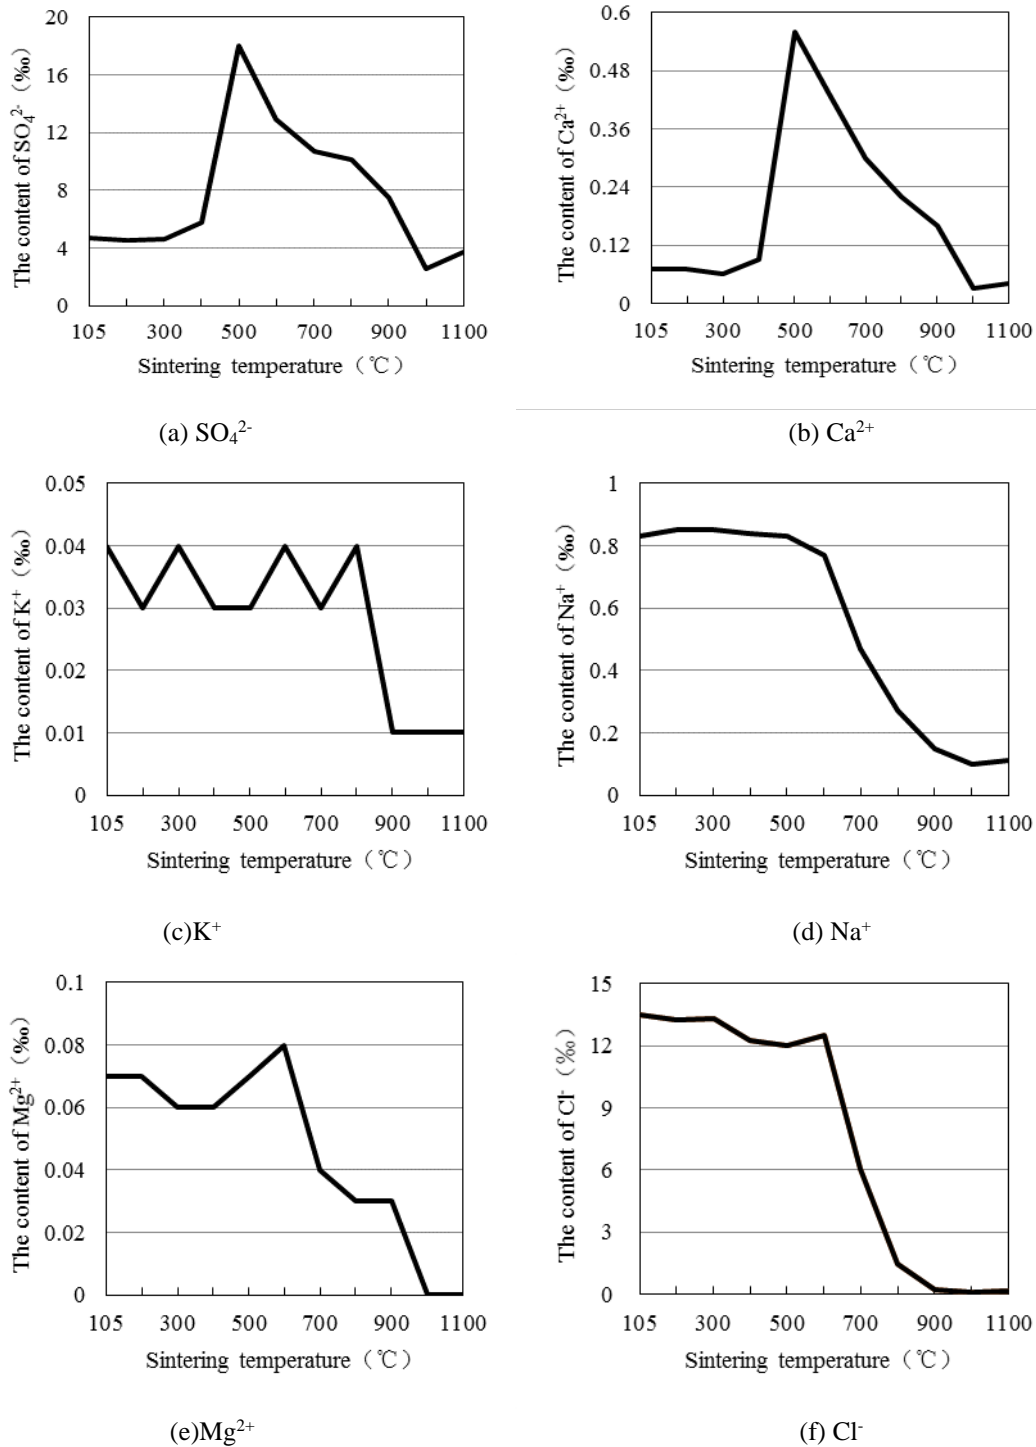 The content of SO₄²⁻（‰）
20
16
12
8
4
0
105 300 500 700 900 1100
Sintering temperature（℃）
(a) SO₄²⁻
The content of Ca²⁺（‰）
0.6
0.48
0.36
0.24
0.12
0
105 300 500 700 900 1100
Sintering temperature（℃）
(b) Ca²⁺
The content of K⁺（‰）
0.05
0.04
0.03
0.02
0.01
0
105 300 500 700 900 1100
Sintering temperature（℃）
(c)K⁺
The content of Na⁺（‰）
1
0.8
0.6
0.4
0.2
0
105 300 500 700 900 1100
Sintering temperature（℃）
(d) Na⁺
The content of Mg²⁺（‰）
0.1
0.08
0.06
0.04
0.02
0
105 300 500 700 900 1100
Sintering temperature（℃）
(e)Mg²⁺
The content of Cl⁻（‰）
15
12
9
6
3
0
105 300 500 700 900 1100
Sintering temperature（℃）
(f) Cl⁻